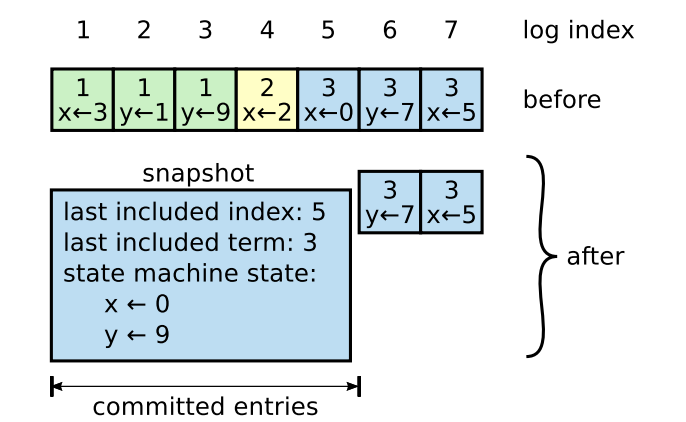 1 2 3 4 5 6 7 log index
1 1 1 2 3 3 3
x←3 y←1 y←9 x←2 x←0 y←7 x←5
before
snapshot
3 3
y←7 x←5
last included index: 5
last included term: 3
state machine state:
x ← 0
y ← 9
after
committed entries